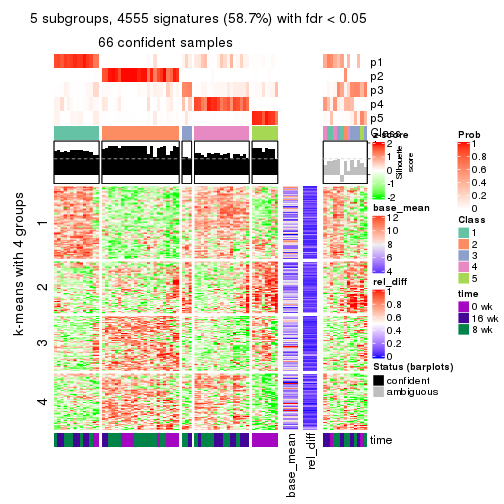 5 subgroups, 4555 signatures (58.7%) with fdr < 0.05
66 confident samples
p1
p2
p3
p4
p5
Class
Silhouette
score
k-means with 4 groups
1
2
3
4
time
base_mean
rel_diff
z-score
2
1
0
-1
-2
base_mean
12
10
8
6
4
rel_diff
1
0.8
0.6
0.4
0.2
0
Status (barplots)
confident
ambiguous
Prob
1
0.8
0.6
0.4
0.2
0
Class
1
2
3
4
5
time
0 wk
16 wk
8 wk